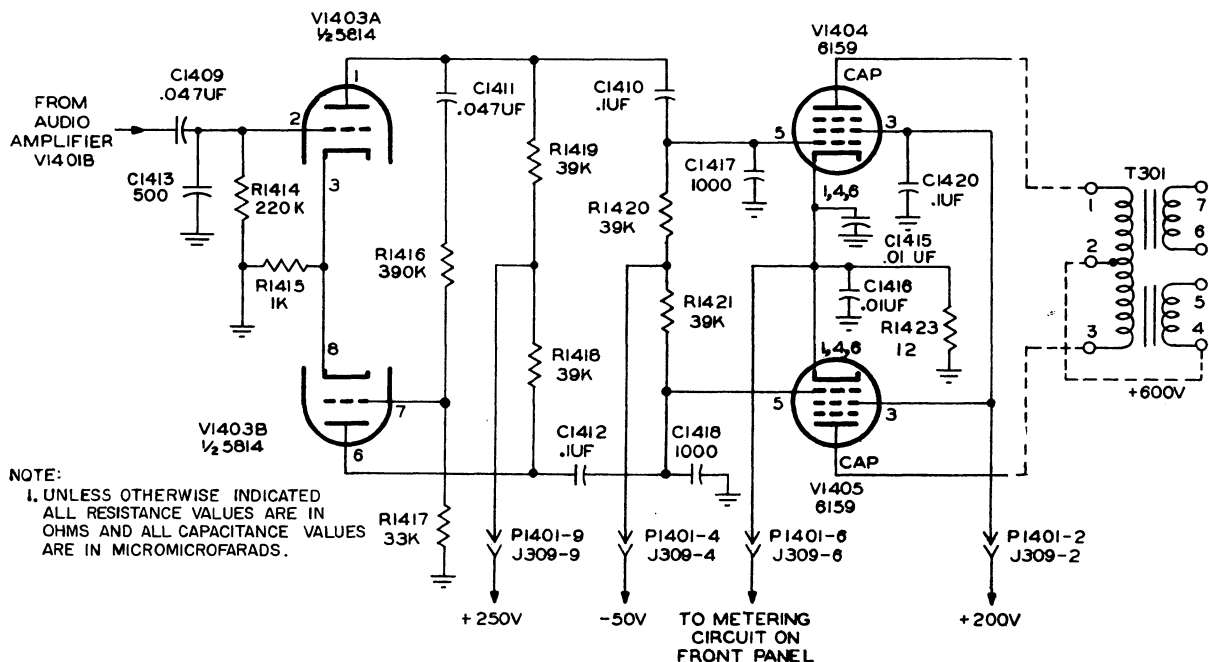 V1403A
½ 5814
V1404
6159
CAP
C1409
.047UF
FROM
AUDIO
AMPLIFIER
V1401B
1
2
3
C1411
.047UF
C1410
.1UF
5
3
C1413
500
R1414
220K
R1419
39K
C1417
1000
1,4,6
C1420
.1UF
T301
1
2
3
7
6
5
4
R1415
1K
R1416
390K
R1420
39K
C1415
.01 UF
C1416
.01UF
R1421
39K
R1423
12
+600V
8
7
6
R1418
39K
1,4,6
5
3
V1403B
½ 5814
C1412
.1UF
C1418
1000
CAP
V1405
6159
NOTE:
1. UNLESS OTHERWISE INDICATED
ALL RESISTANCE VALUES ARE IN
OHMS AND ALL CAPACITANCE VALUES
ARE IN MICROMICROFARADS.
R1417
33K
P1401-9
J309-9
P1401-4
J309-4
P1401-6
J309-6
P1401-2
J309-2
+250V
-50V
TO METERING
CIRCUIT ON
FRONT PANEL
+200V